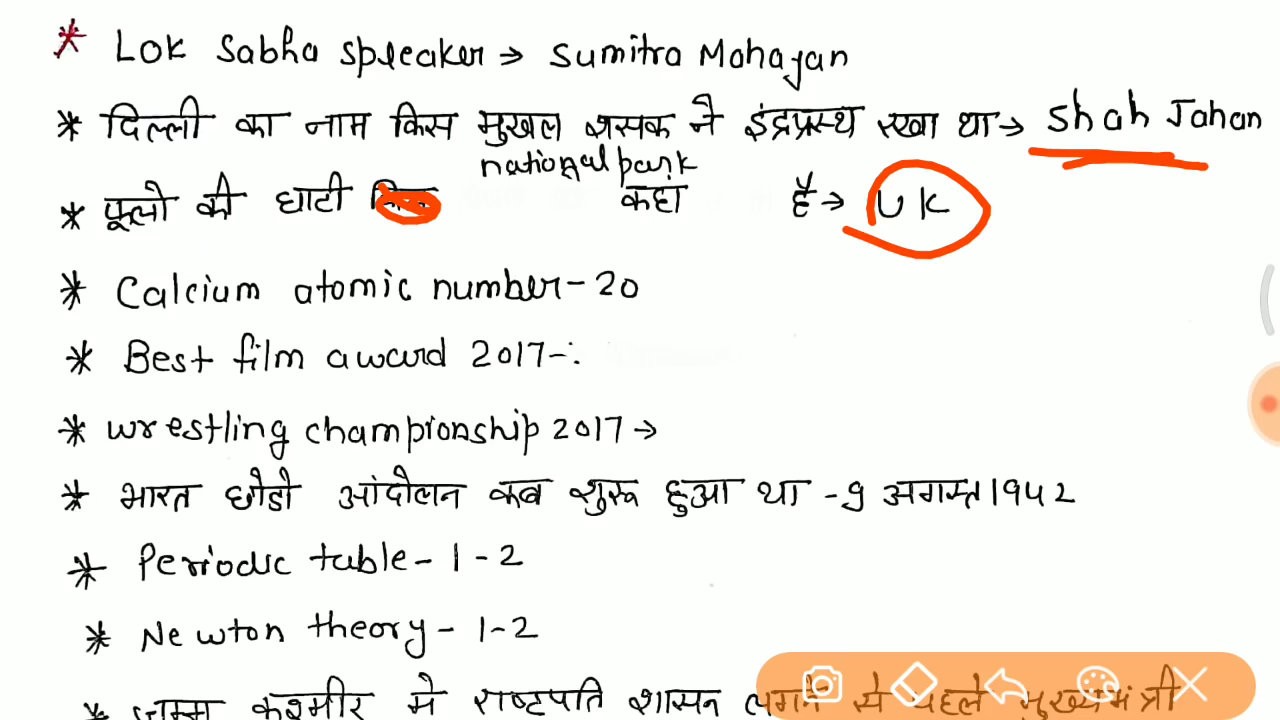 * Lok Sabha speaker → Sumitra Mahajan
* दिल्ली का नाम किस मुखल शासक ने इंद्रप्रस्थ रखा था → Shah Jahan
national park
* फूलो की घाटी कहा है → UK
* Calcium atomic number - 20
* Best film award 2017 -:
* wrestling championship 2017 →
* भारत छोडो आंदोलन कब शुरू हुआ था - 9 अगस्त 1942
* Periodic table - 1 - 2
* Newton theory - 1-2
* जम्मू कश्मीर मे राष्टपति शासन लगने से पहले मुख्यमंत्री